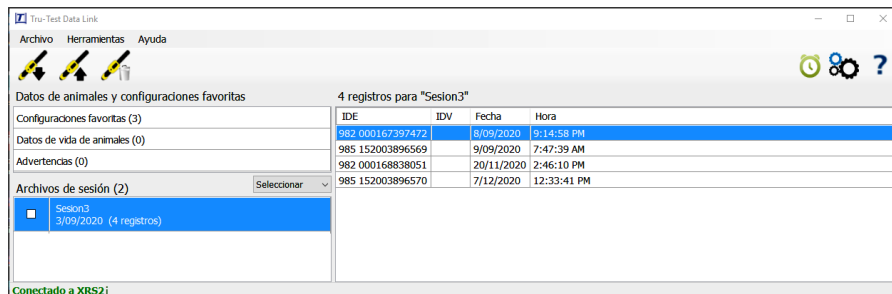 Tru-Test Data Link
Archivo Herramientas Ayuda
Datos de animales y configuraciones favoritas
Configuraciones favoritas (3)
Datos de vida de animales (0)
Advertencias (0)
Archivos de sesión (2) Seleccionar
Sesion3
3/09/2020 (4 registros)
4 registros para "Sesion3"
IDE IDV Fecha Hora
982 000167397472 8/09/2020 9:14:58 PM
985 152003896569 9/09/2020 7:47:39 AM
982 000168838051 20/11/2020 2:46:10 PM
985 152003896570 7/12/2020 12:33:41 PM
Conectado a XRS2i